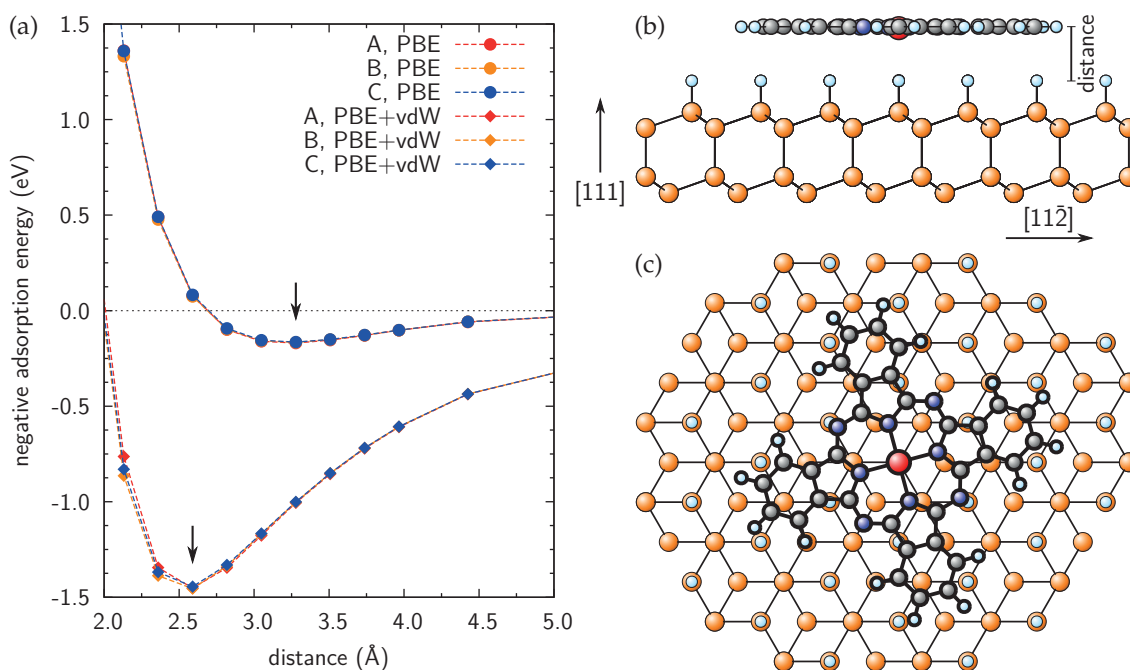 (a)
1.5
1.0
0.5
0.0
-0.5
-1.0
-1.5
negative adsorption energy (eV)
2.0 2.5 3.0 3.5 4.0 4.5 5.0
distance (Å)
A, PBE
B, PBE
C, PBE
A, PBE+vdW
B, PBE+vdW
C, PBE+vdW
(b)
distance
[111]
[112̄]
(c)